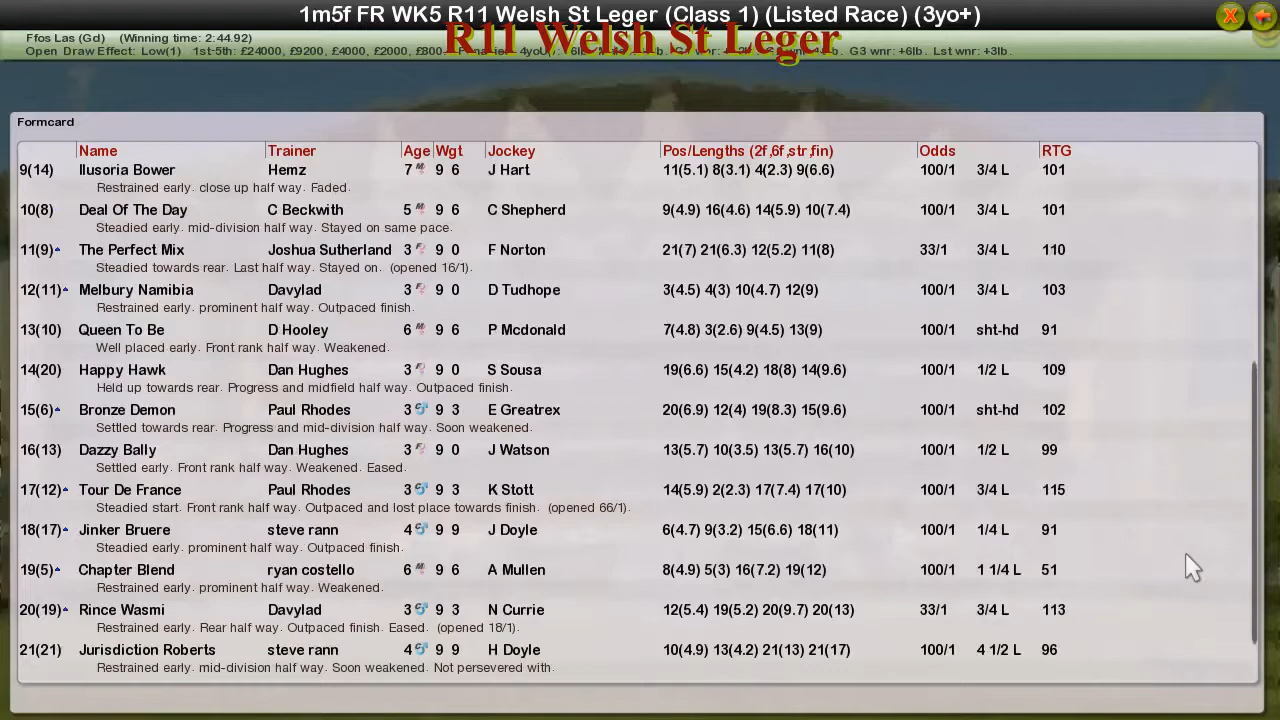 1m5f FR WK5 R11 Welsh St Leger (Class 1) (Listed Race) (3yo+)
R11 Welsh St Leger
Ffos Las (Gd) (Winning time: 2:44.92)
Open Draw Effect: Low(1) 1st-5th: £24000, £9200, £4000, £2000, £800. G3 wnr: +6lb. Lst wnr: +3lb.
Formcard
Name Trainer Age Wgt Jockey Pos/Lengths (2f,6f,str,fin) Odds RTG
9(14) Ilusoria Bower Hemz 7 9 6 J Hart 11(5.1) 8(3.1) 4(2.3) 9(6.6) 100/1 3/4 L 101
Restrained early. close up half way. Faded.
10(8) Deal Of The Day C Beckwith 5 9 6 C Shepherd 9(4.9) 16(4.6) 14(5.9) 10(7.4) 100/1 3/4 L 101
Steadied early. mid-division half way. Stayed on same pace.
11(9) The Perfect Mix Joshua Sutherland 3 9 0 F Norton 21(7) 21(6.3) 12(5.2) 11(8) 33/1 3/4 L 110
Steadied towards rear. Last half way. Stayed on. (opened 16/1).
12(11) Melbury Namibia Davylad 3 9 0 D Tudhope 3(4.5) 4(3) 10(4.7) 12(9) 100/1 3/4 L 103
Restrained early. prominent half way. Outpaced finish.
13(10) Queen To Be D Hooley 6 9 6 P Mcdonald 7(4.8) 3(2.6) 9(4.5) 13(9) 100/1 sht-hd 91
Well placed early. Front rank half way. Weakened.
14(20) Happy Hawk Dan Hughes 3 9 0 S Sousa 19(6.6) 15(4.2) 18(8) 14(9.6) 100/1 1/2 L 109
Held up towards rear. Progress and midfield half way. Outpaced finish.
15(6) Bronze Demon Paul Rhodes 3 9 3 E Greatrex 20(6.9) 12(4) 19(8.3) 15(9.6) 100/1 sht-hd 102
Settled towards rear. Progress and mid-division half way. Soon weakened.
16(13) Dazzy Bally Dan Hughes 3 9 0 J Watson 13(5.7) 10(3.5) 13(5.7) 16(10) 100/1 1/2 L 99
Settled early. Front rank half way. Weakened. Eased.
17(12) Tour De France Paul Rhodes 3 9 3 K Stott 14(5.9) 2(2.3) 17(7.4) 17(10) 100/1 3/4 L 115
Steadied start. Front rank half way. Outpaced and lost place towards finish. (opened 66/1).
18(17) Jinker Bruere steve rann 4 9 9 J Doyle 6(4.7) 9(3.2) 15(6.6) 18(11) 100/1 1/4 L 91
Steadied early. prominent half way. Outpaced finish.
19(5) Chapter Blend ryan costello 6 9 6 A Mullen 8(4.9) 5(3) 16(7.2) 19(12) 100/1 1 1/4 L 51
Restrained early. prominent half way. Weakened.
20(19) Rince Wasmi Davylad 3 9 3 N Currie 12(5.4) 19(5.2) 20(9.7) 20(13) 33/1 3/4 L 113
Restrained early. Rear half way. Outpaced finish. Eased. (opened 18/1).
21(21) Jurisdiction Roberts steve rann 4 9 9 H Doyle 10(4.9) 13(4.2) 21(13) 21(17) 100/1 4 1/2 L 96
Restrained early. mid-division half way. Soon weakened. Not persevered with.